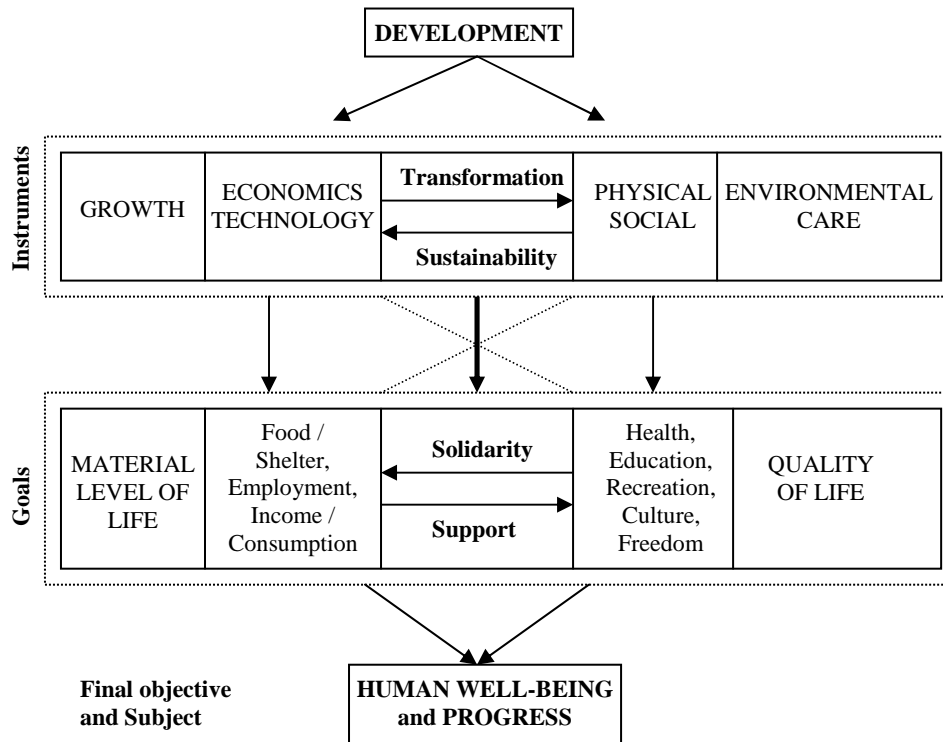 DEVELOPMENT
Instruments
GROWTH
ECONOMICS
TECHNOLOGY
Transformation
Sustainability
PHYSICAL
SOCIAL
ENVIRONMENTAL
CARE
Goals
MATERIAL
LEVEL OF
LIFE
Food /
Shelter,
Employment,
Income /
Consumption
Solidarity
Support
Health,
Education,
Recreation,
Culture,
Freedom
QUALITY
OF LIFE
Final objective
and Subject
HUMAN WELL-BEING
and PROGRESS